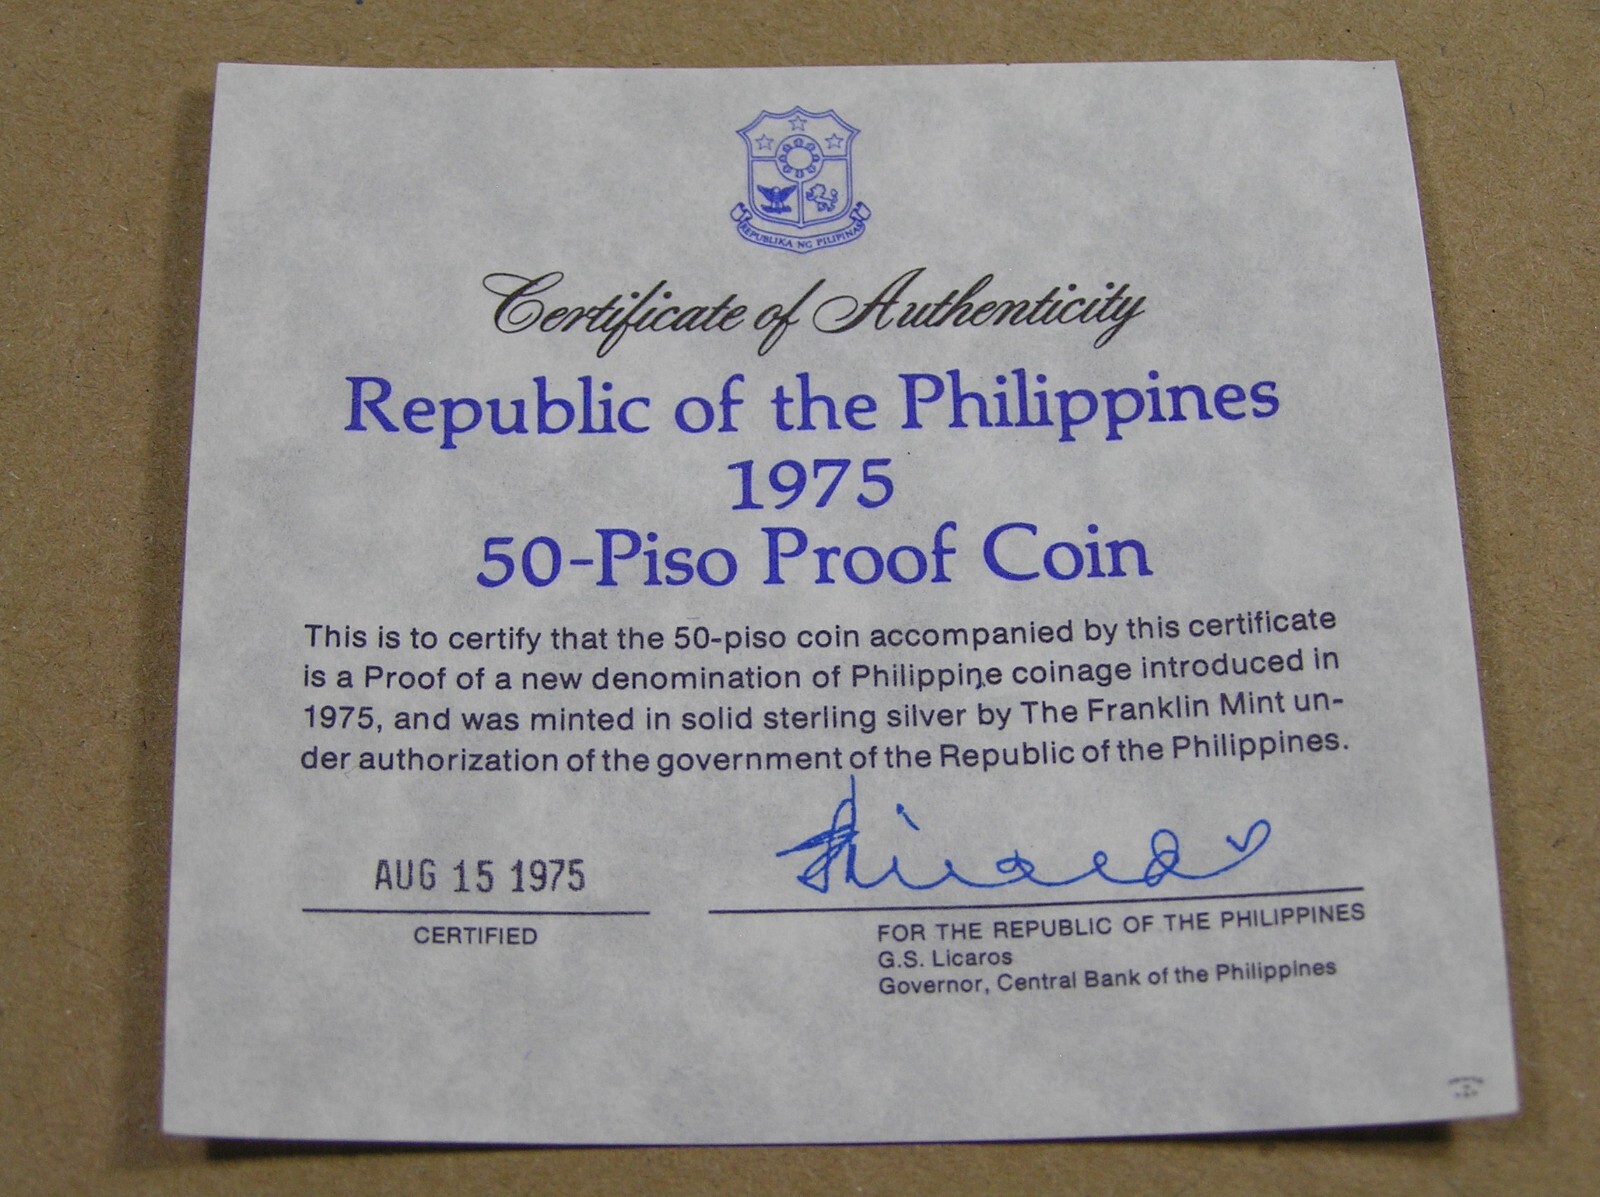 REPUBLIKA NG PILIPINAS
Certificate of Authenticity
Republic of the Philippines
1975
50-Piso Proof Coin
This is to certify that the 50-piso coin accompanied by this certificate
is a Proof of a new denomination of Philippine coinage introduced in
1975, and was minted in solid sterling silver by The Franklin Mint un-
der authorization of the government of the Republic of the Philippines.
AUG 15 1975
CERTIFIED
FOR THE REPUBLIC OF THE PHILIPPINES
G.S. Licaros
Governor, Central Bank of the Philippines